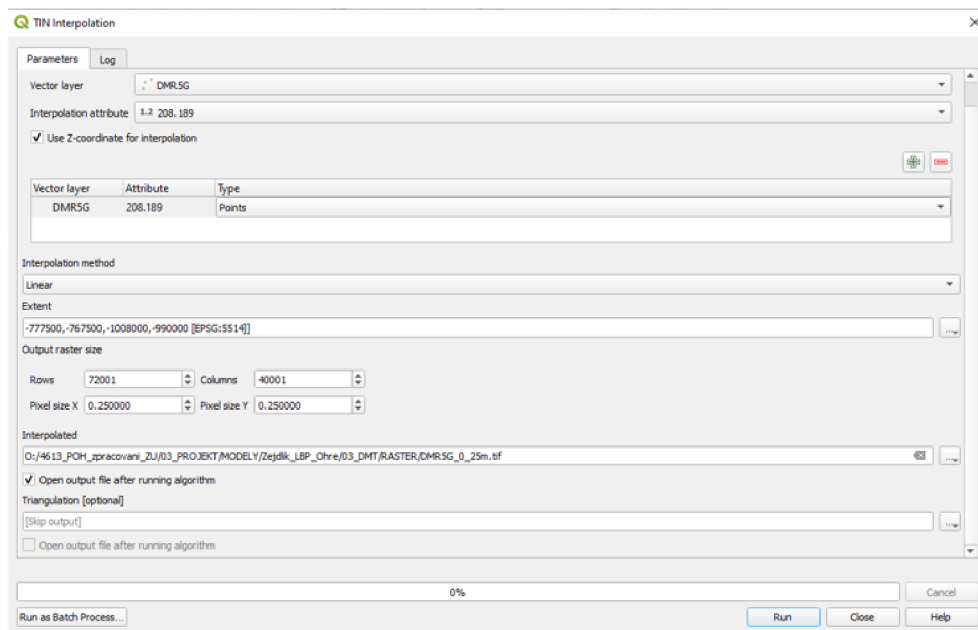 TIN Interpolation
Parameters Log
Vector layer DMR5G
Interpolation attribute 1.2 208.189
Use Z-coordinate for interpolation
Vector layer Attribute Type
DMR5G 208.189 Points
Interpolation method
Linear
Extent
-777500,-767500,-1008000,-990000 [EPSG:5514]]
Output raster size
Rows 72001 Columns 40001
Pixel size X 0.250000 Pixel size Y 0.250000
Interpolated
O:/4613_POH_zpracovani_ZU/03_PROJEKT/MODELY/Zejdlik_LBP_Ohre/03_DMT/RASTER/DMR5G_0_25m.tif
Open output file after running algorithm
Triangulation [optional]
[Skip output]
Open output file after running algorithm
0% Cancel
Run as Batch Process... Run Close Help